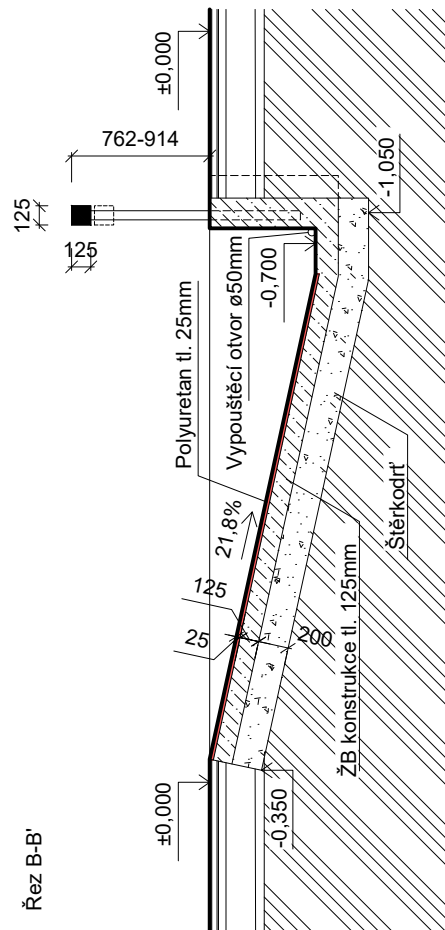 Řez B-B'
±0,000
-0,350
25
125
200
21,8%
Polyuretan tl. 25mm
Vypouštěcí otvor ø50mm
ŽB konstrukce tl. 125mm
Štěrkodrť
-0,700
-1,050
125
125
762-914
±0,000